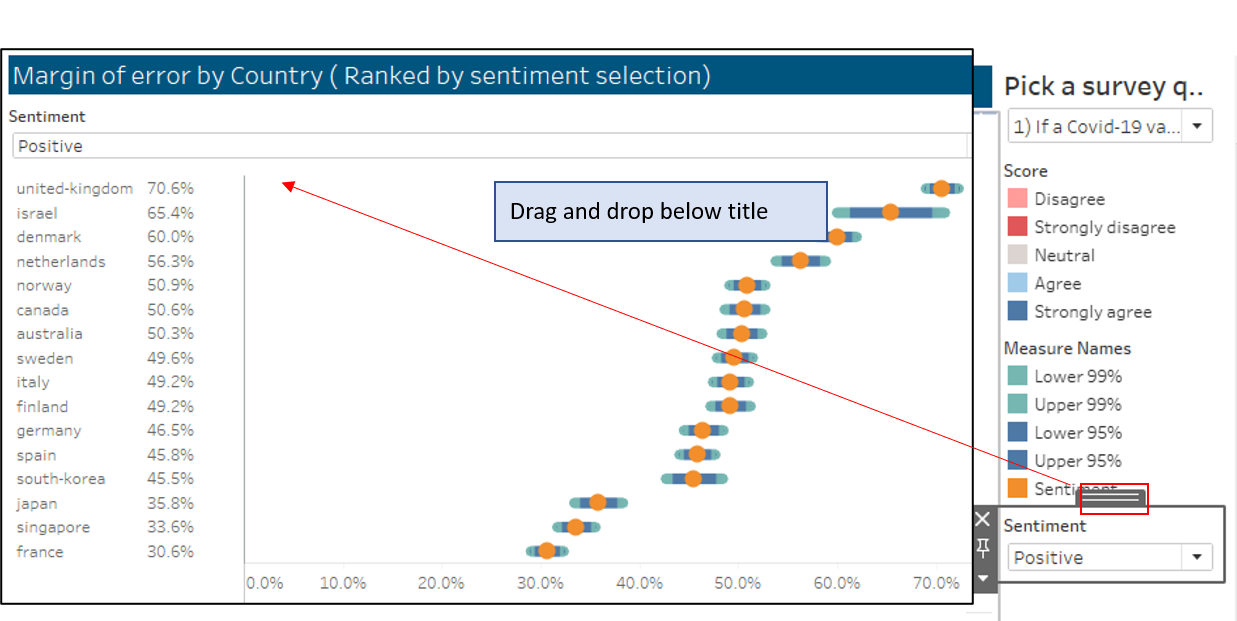 Margin of error by Country ( Ranked by sentiment selection)
Sentiment
Positive
united-kingdom 70.6%
israel 65.4%
denmark 60.0%
netherlands 56.3%
norway 50.9%
canada 50.6%
australia 50.3%
sweden 49.6%
italy 49.2%
finland 49.2%
germany 46.5%
spain 45.8%
south-korea 45.5%
japan 35.8%
singapore 33.6%
france 30.6%
0.0% 10.0% 20.0% 30.0% 40.0% 50.0% 60.0% 70.0%
Drag and drop below title
Pick a survey q..
1) If a Covid-19 va...
Score
Disagree
Strongly disagree
Neutral
Agree
Strongly agree
Measure Names
Lower 99%
Upper 99%
Lower 95%
Upper 95%
Sentiment
Sentiment
Positive